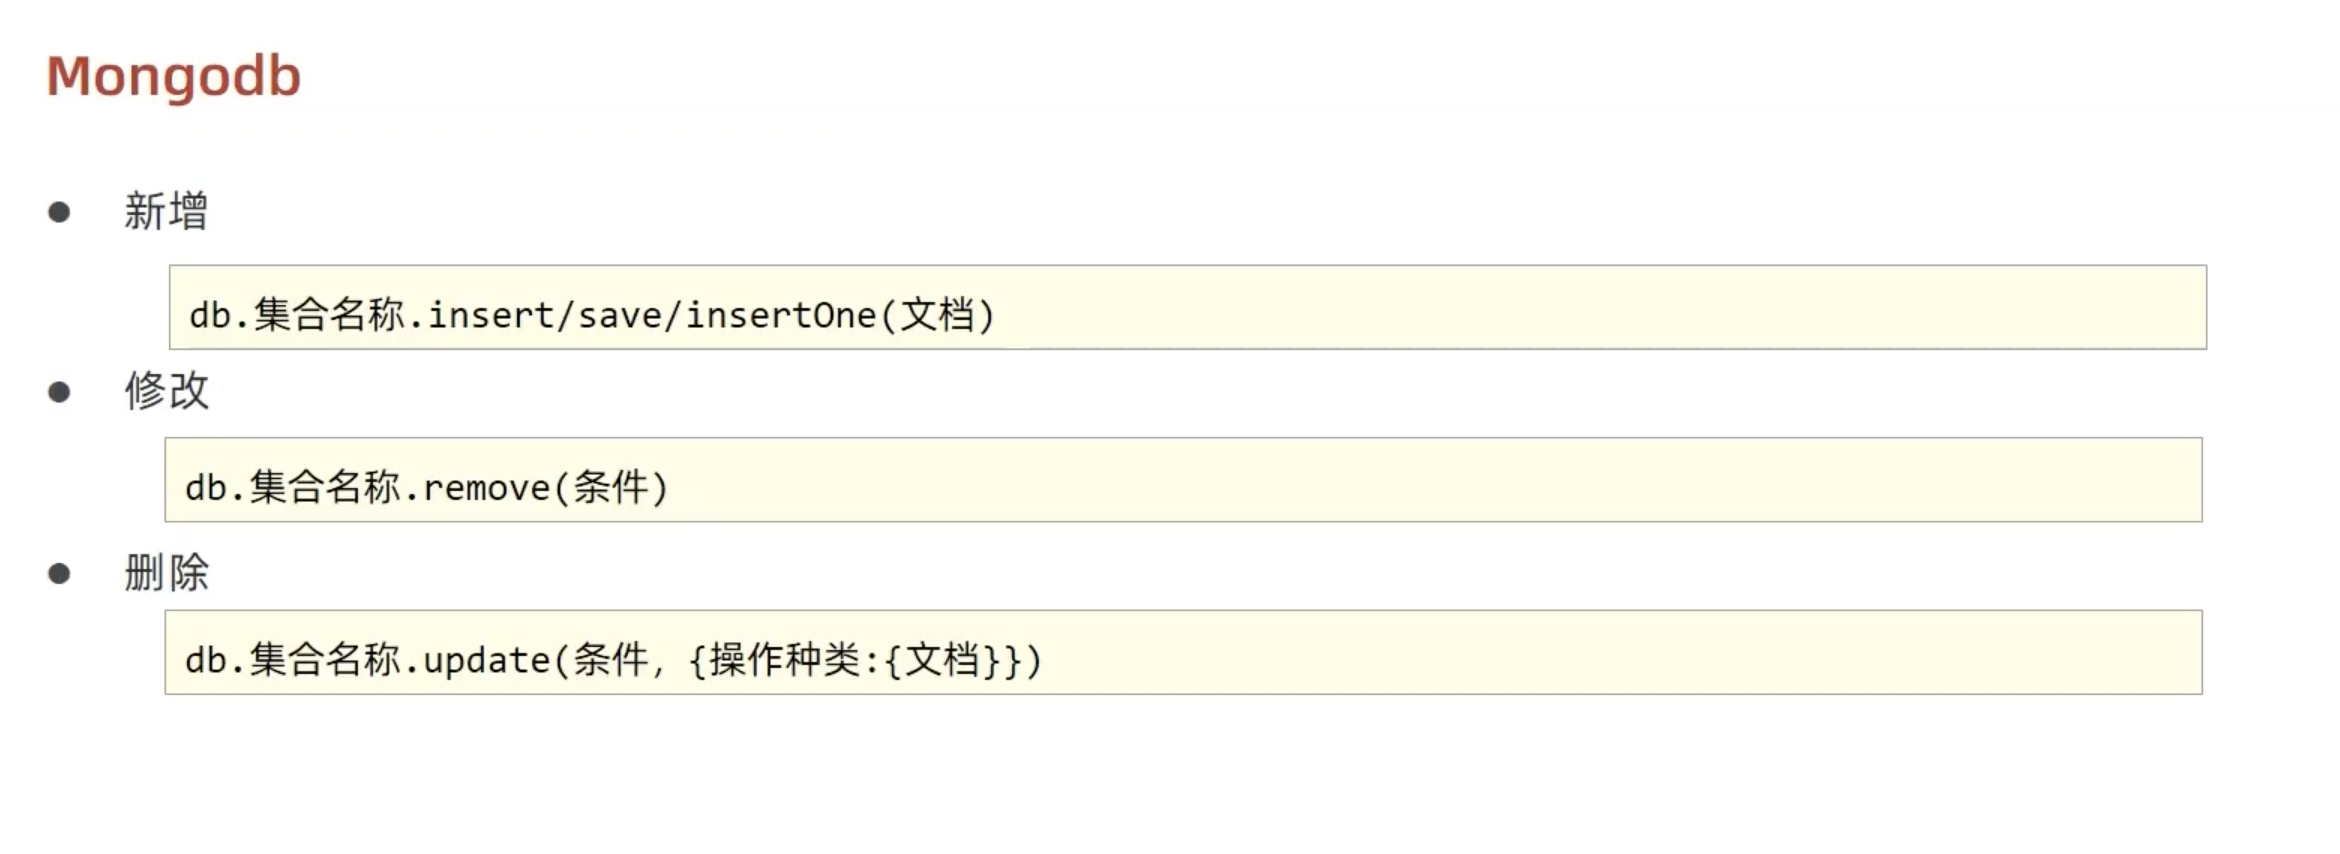 Mongodb
新增
db.集合名称.insert/save/insertOne(文档)
修改
db.集合名称.remove(条件)
删除
db.集合名称.update(条件, {操作种类:{文档}})